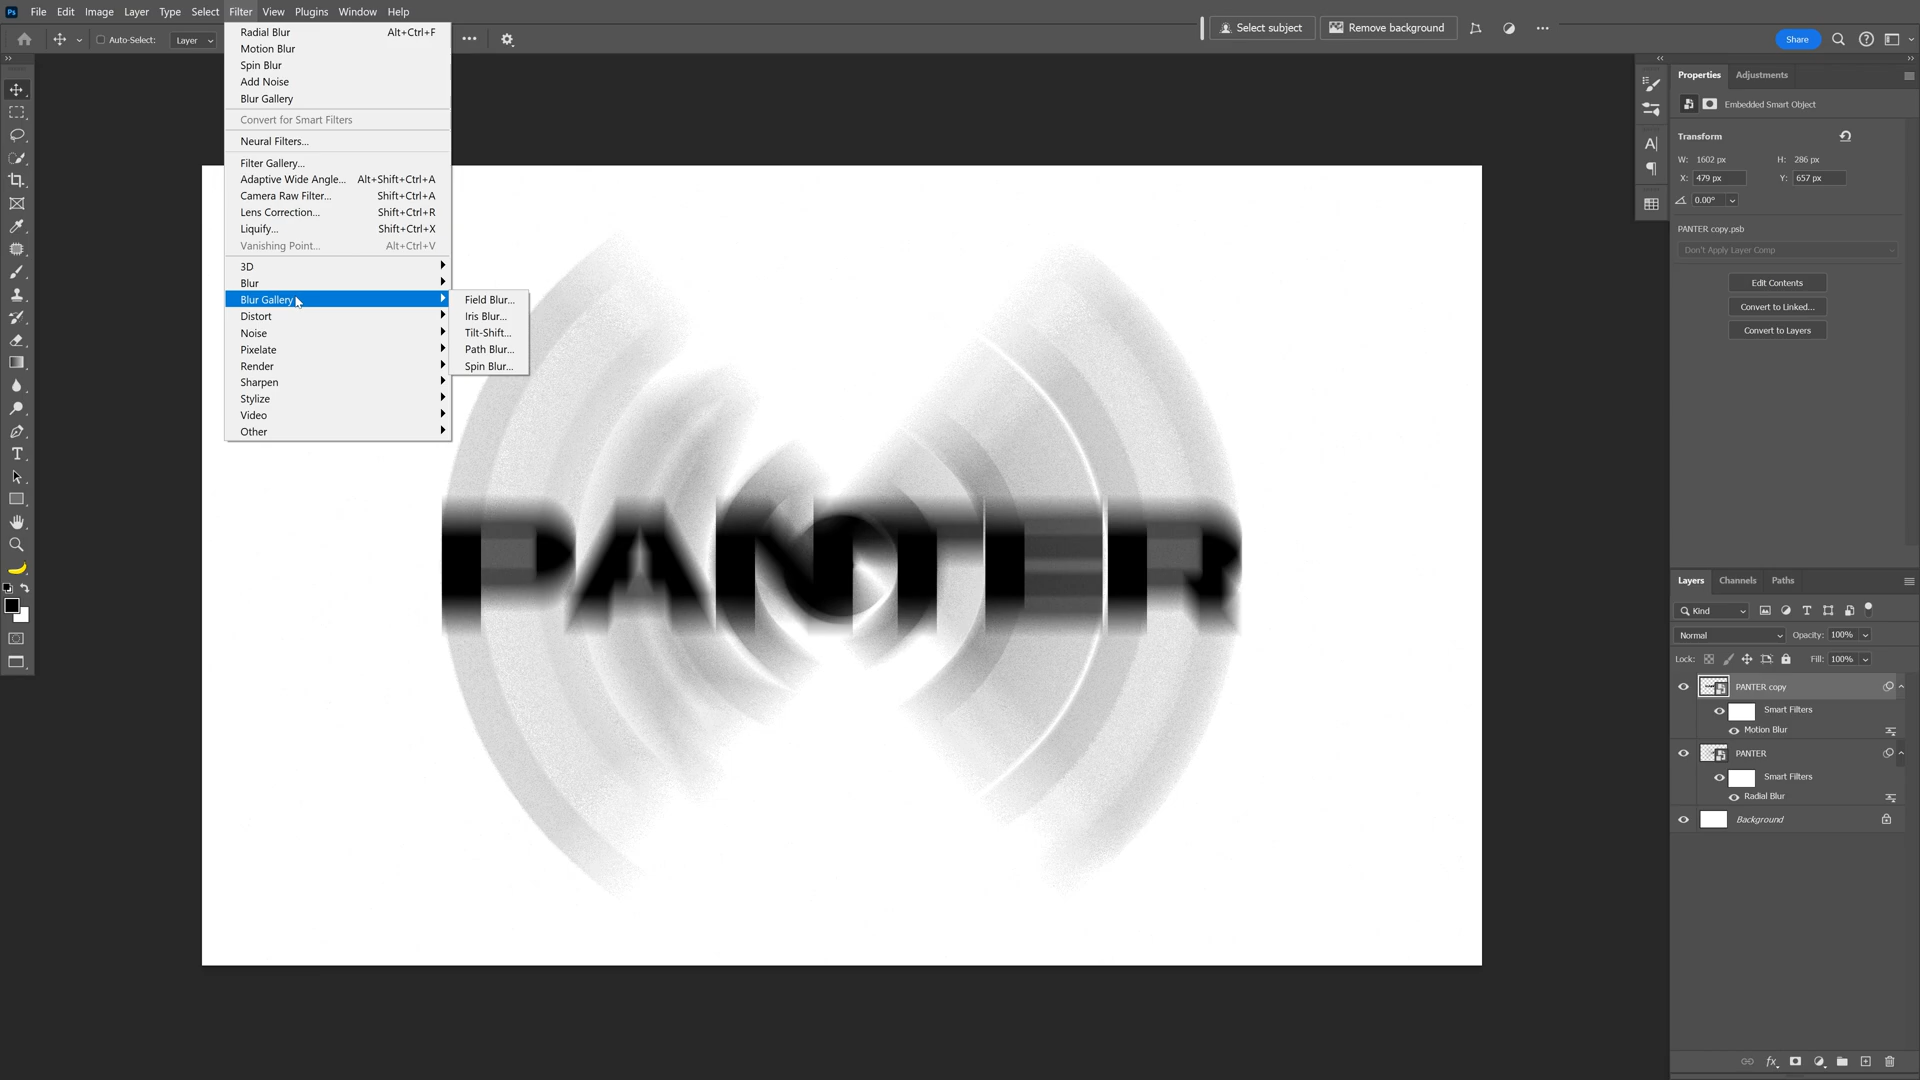 Ps File Edit Image Layer Type Select Filter View Plugins Window Help
Auto-Select: Layer
Select subject Remove background
Share
Radial Blur Alt+Ctrl+F
Motion Blur
Spin Blur
Add Noise
Blur Gallery
Convert for Smart Filters
Neural Filters...
Filter Gallery...
Adaptive Wide Angle... Alt+Shift+Ctrl+A
Camera Raw Filter... Shift+Ctrl+A
Lens Correction... Shift+Ctrl+R
Liquify... Shift+Ctrl+X
Vanishing Point... Alt+Ctrl+V
3D
Blur
Blur Gallery
Distort
Noise
Pixelate
Render
Sharpen
Stylize
Video
Other
Field Blur...
Iris Blur...
Tilt-Shift...
Path Blur...
Spin Blur...
PANTER
Properties Adjustments
Embedded Smart Object
Transform
W: 1602 px H: 286 px
X: 479 px Y: 657 px
0.00°
PANTER copy.psb
Don't Apply Layer Comp
Edit Contents
Convert to Linked...
Convert to Layers
Layers Channels Paths
Kind
Normal Opacity: 100%
Lock: Fill: 100%
PANTER copy
Smart Filters
Motion Blur
PANTER
Smart Filters
Radial Blur
Background
fx